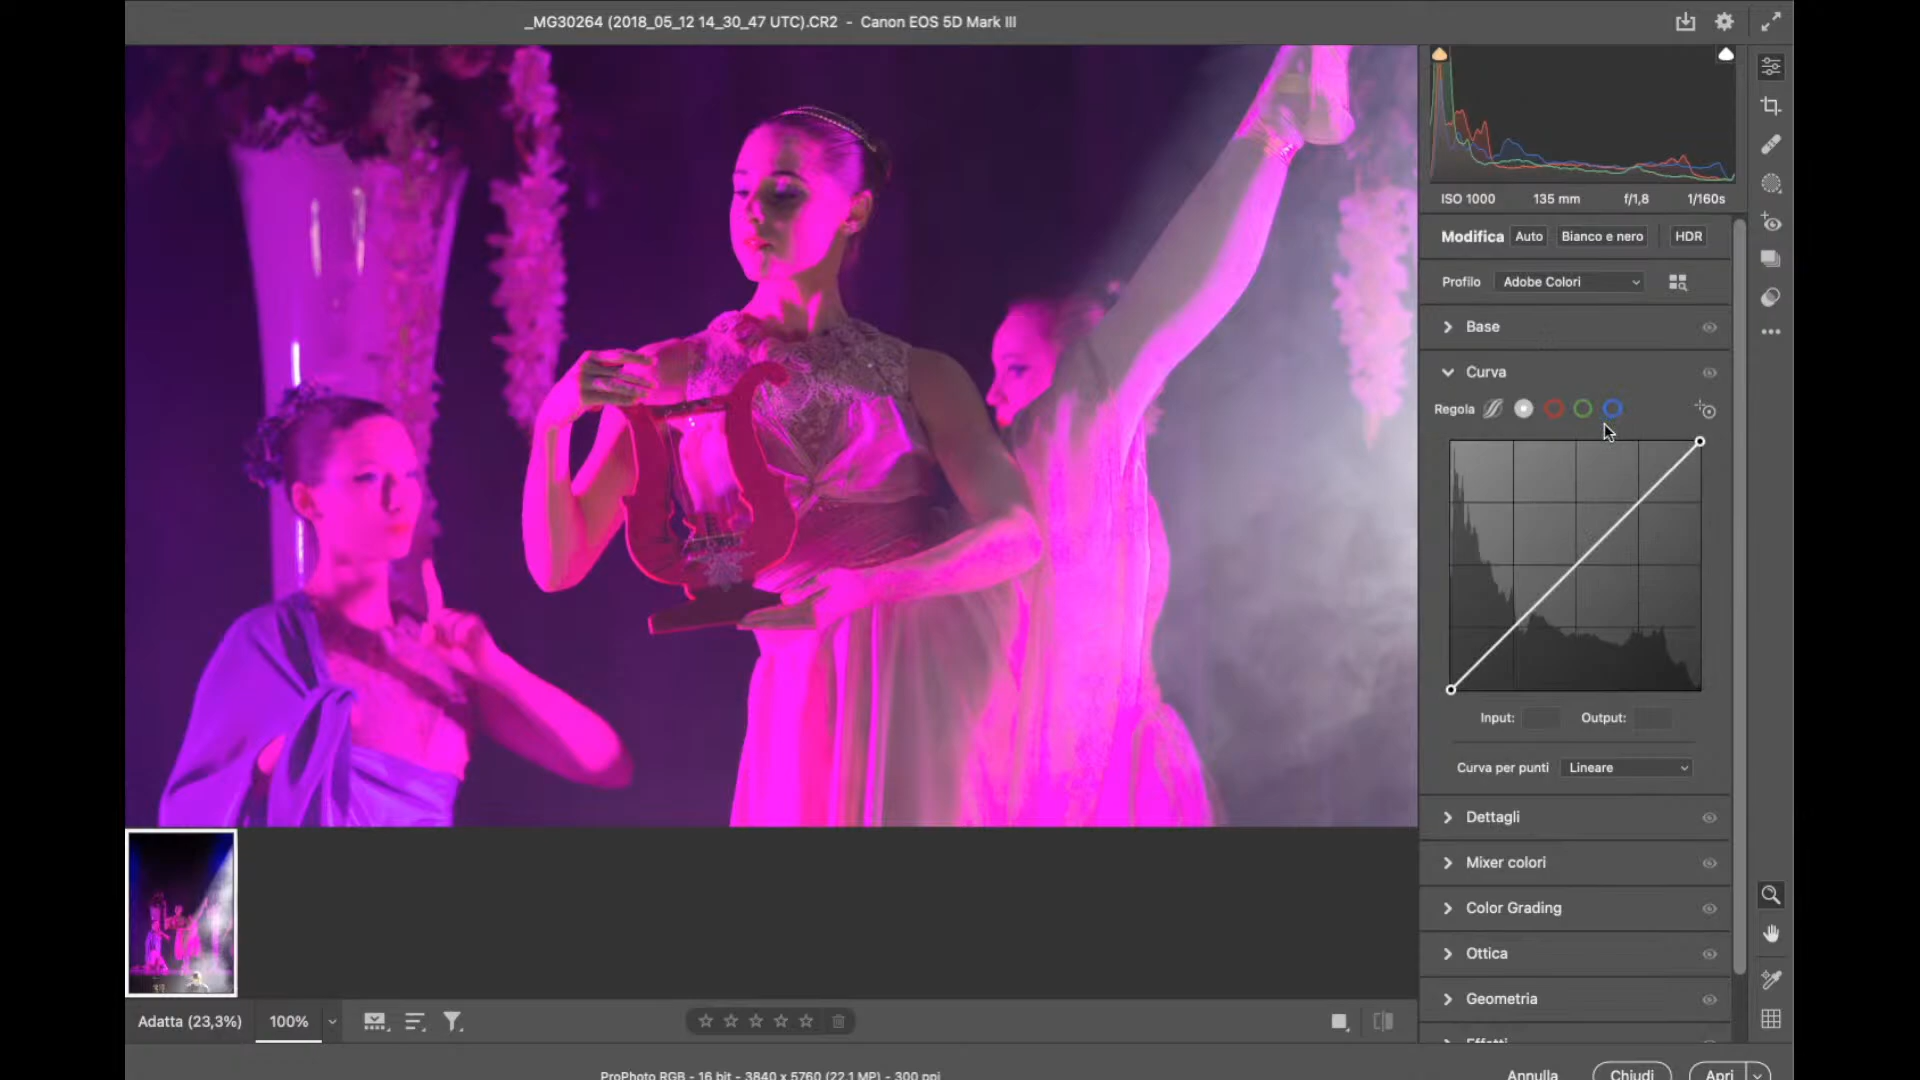 _MG30264 (2018_05_12 14_30_47 UTC).CR2 - Canon EOS 5D Mark III
ISO 1000 135 mm f/1,8 1/160s
Modifica Auto Bianco e nero HDR
Profilo Adobe Colori
Base
Curva
Regola
Input: Output:
Curva per punti Lineare
Dettagli
Mixer colori
Color Grading
Ottica
Geometria
Effetti
Adatta (23,3%) 100%
ProPhoto RGB - 16 bit - 3840 x 5760 (22,1 MP) - 300 ppi
Annulla Chiudi Apri